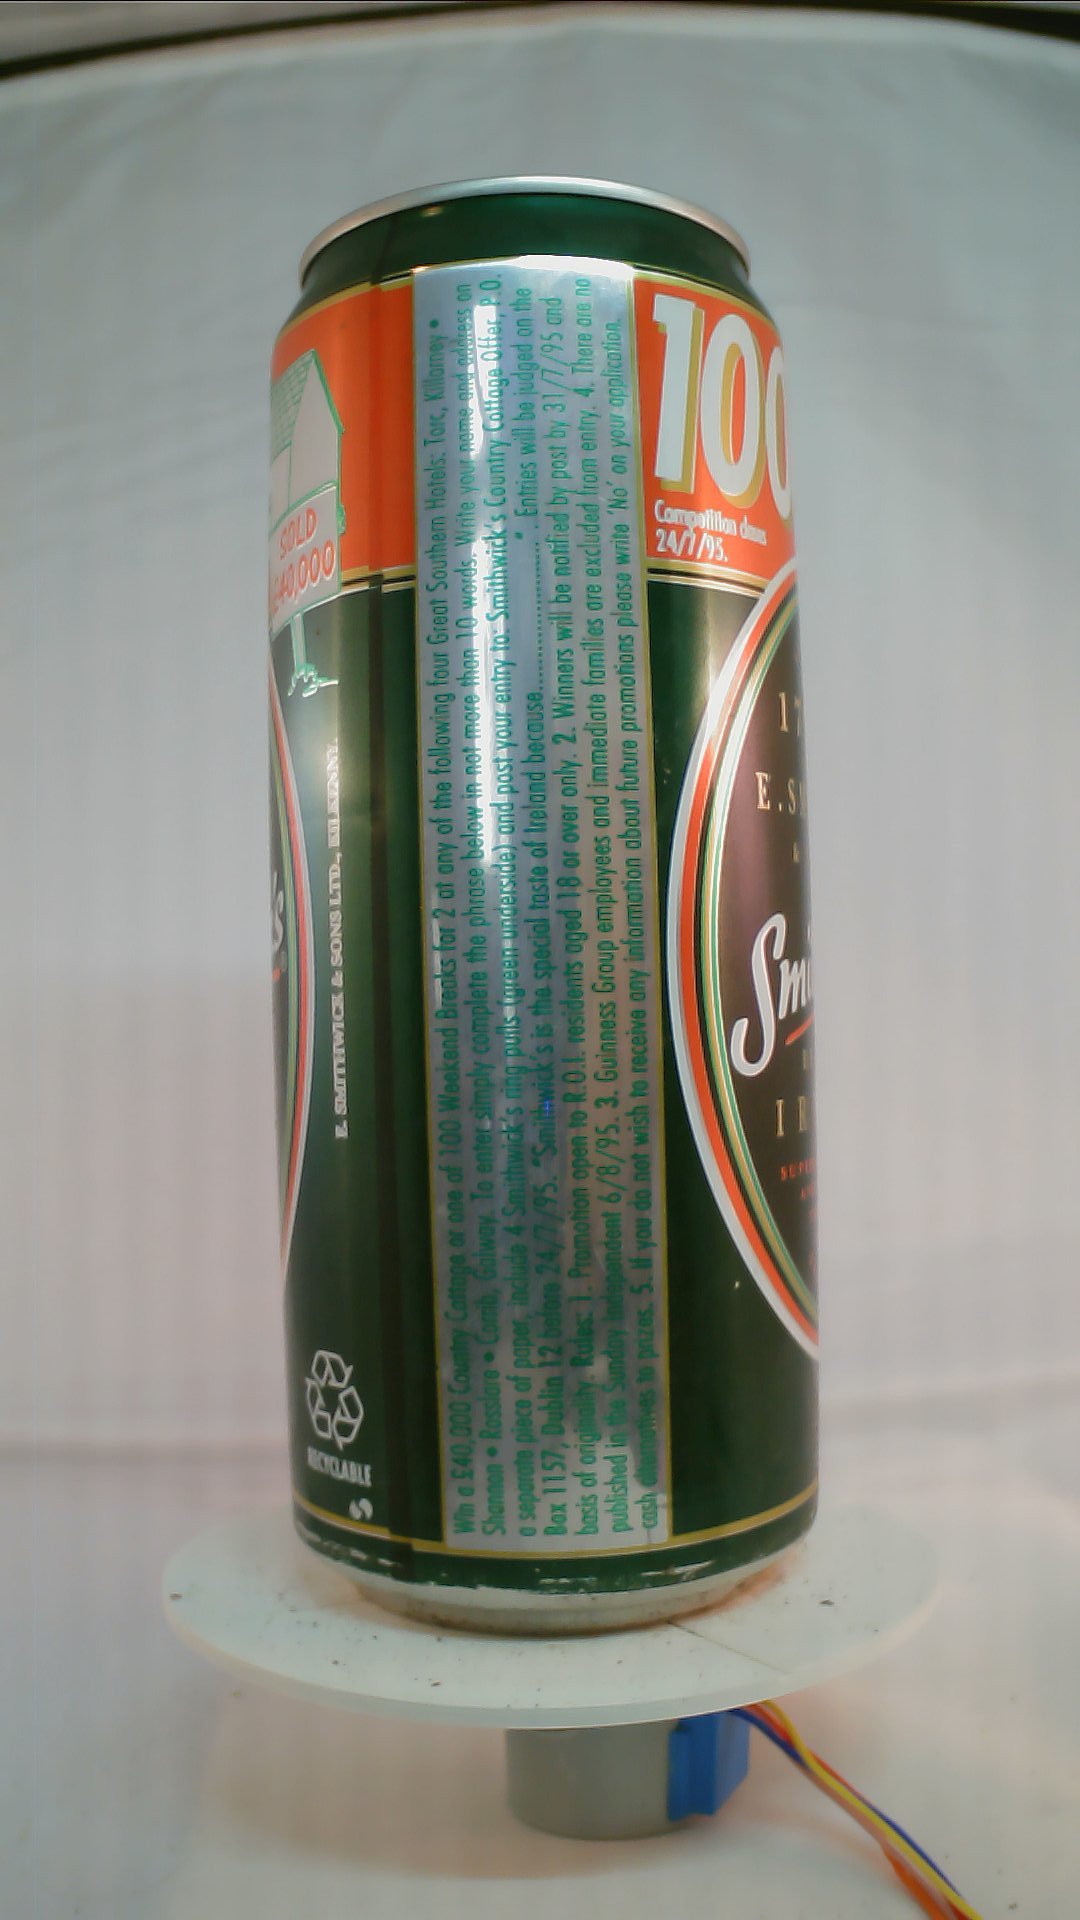 Win a £40,000 Country Cottage or one of 100 Weekend Breaks for 2 at any of the following four Great Southern Hotels: Torc, Killarney •
Shannon • Rosslare • Corrib, Galway. To enter simply complete the phrase below in not more than 10 words. Write your name and address on
a separate piece of paper, include 4 Smithwick's ring pulls (green underside) and post your entry to: Smithwick's Country Cottage Offer, P.O.
Box 1157, Dublin 12 before 24/7/95. "Smithwick's is the special taste of Ireland because....................". Entries will be judged on the
basis of originality. Rules: 1. Promotion open to R.O.I. residents aged 18 or over only. 2. Winners will be notified by post by 31/7/95 and
published in the Sunday Independent 6/8/95. 3. Guinness Group employees and immediate families are excluded from entry. 4. There are no
cash alternatives to prizes. 5. If you do not wish to receive any information about future promotions please write 'No' on your application.
SOLD
£40,000
E. SMITHWICK & SONS LTD., KILKENNY.
RECYCLABLE
100
Competition closes
24/7/95.
17
E.S
&
Smi
IR